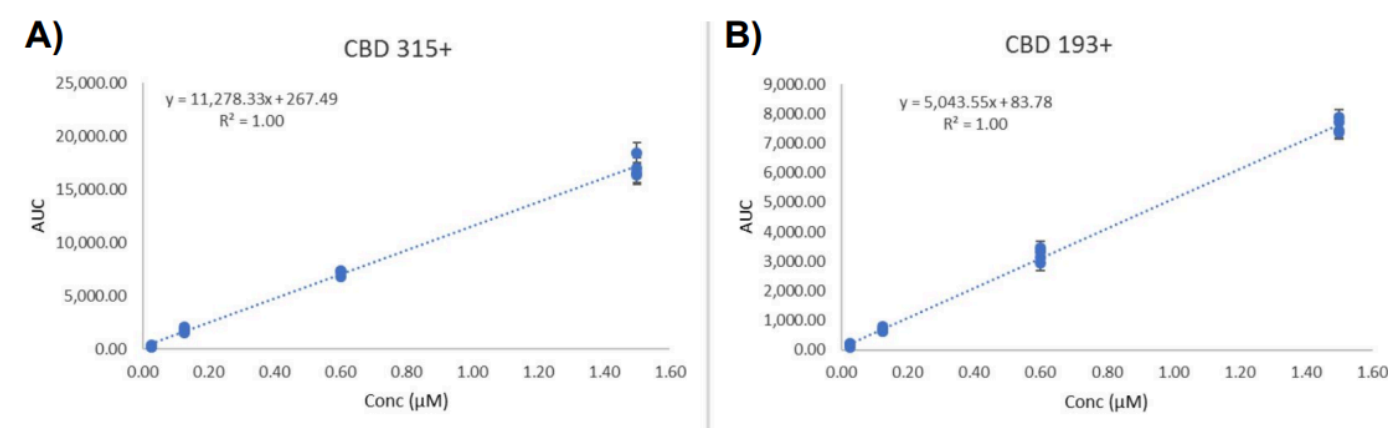 A)
CBD 315+
y = 11,278.33x + 267.49
R² = 1.00
25,000.00
20,000.00
15,000.00
10,000.00
5,000.00
0.00
AUC
0.00 0.20 0.40 0.60 0.80 1.00 1.20 1.40 1.60
Conc (μM)
B)
CBD 193+
y = 5,043.55x + 83.78
R² = 1.00
9,000.00
8,000.00
7,000.00
6,000.00
5,000.00
4,000.00
3,000.00
2,000.00
1,000.00
0.00
AUC
0.00 0.20 0.40 0.60 0.80 1.00 1.20 1.40 1.60
Conc (μM)